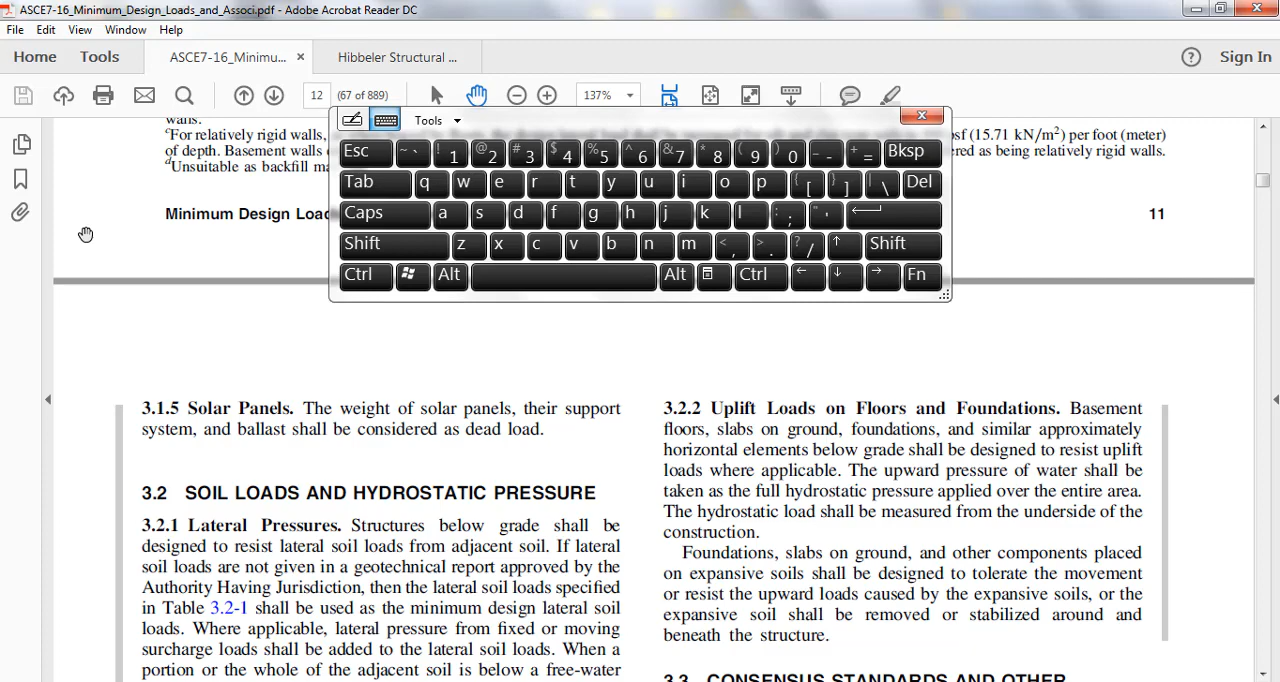 ASCE7-16_Minimum_Design_Loads_and_Associ.pdf - Adobe Acrobat Reader DC
File Edit View Window Help
Home Tools ASCE7-16_Minimu... × Hibbeler Structural ... ? Sign In
12 (67 of 889) 137%
walls.
cFor relatively rigid walls, psf (15.71 kN/m2) per foot (meter)
of depth. Basement walls ered as being relatively rigid walls.
dUnsuitable as backfill ma
Minimum Design Load 11
Tools
Esc ~ ` ! 1 @ 2 # 3 $ 4 % 5 ^ 6 & 7 * 8 ( 9 ) 0 _ - + = Bksp
Tab q w e r t y u i o p { [ } ] | \ Del
Caps a s d f g h j k l : ; " '
Shift z x c v b n m < , > . ? / ↑ Shift
Ctrl Alt Alt Ctrl ← ↓ → Fn
3.1.5 Solar Panels. The weight of solar panels, their support
system, and ballast shall be considered as dead load.
3.2 SOIL LOADS AND HYDROSTATIC PRESSURE
3.2.1 Lateral Pressures. Structures below grade shall be
designed to resist lateral soil loads from adjacent soil. If lateral
soil loads are not given in a geotechnical report approved by the
Authority Having Jurisdiction, then the lateral soil loads specified
in Table 3.2-1 shall be used as the minimum design lateral soil
loads. Where applicable, lateral pressure from fixed or moving
surcharge loads shall be added to the lateral soil loads. When a
portion or the whole of the adjacent soil is below a free-water
3.2.2 Uplift Loads on Floors and Foundations. Basement
floors, slabs on ground, foundations, and similar approximately
horizontal elements below grade shall be designed to resist uplift
loads where applicable. The upward pressure of water shall be
taken as the full hydrostatic pressure applied over the entire area.
The hydrostatic load shall be measured from the underside of the
construction.
Foundations, slabs on ground, and other components placed
on expansive soils shall be designed to tolerate the movement
or resist the upward loads caused by the expansive soils, or the
expansive soil shall be removed or stabilized around and
beneath the structure.
3.3 CONSENSUS STANDARDS AND OTHER